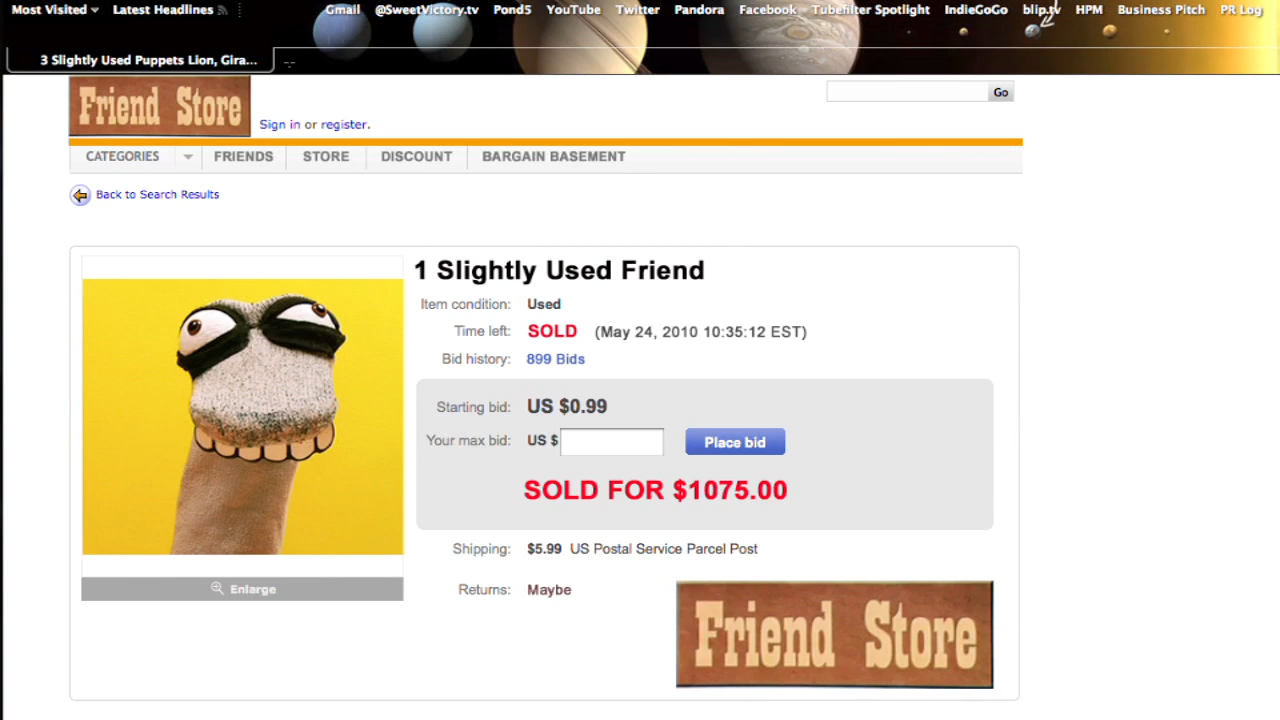 Most Visited Latest Headlines Gmail @SweetVictory.tv Pond5 YouTube Twitter Pandora Facebook Tubefilter Spotlight IndieGoGo blip.tv HPM Business Pitch PR Log
3 Slightly Used Puppets Lion, Gira...
Friend Store
Sign in or register.
Go
CATEGORIES FRIENDS STORE DISCOUNT BARGAIN BASEMENT
Back to Search Results
1 Slightly Used Friend
Item condition: Used
Time left: SOLD (May 24, 2010 10:35:12 EST)
Bid history: 899 Bids
Starting bid: US $0.99
Your max bid: US $ Place bid
SOLD FOR $1075.00
Shipping: $5.99 US Postal Service Parcel Post
Enlarge
Returns: Maybe
Friend Store